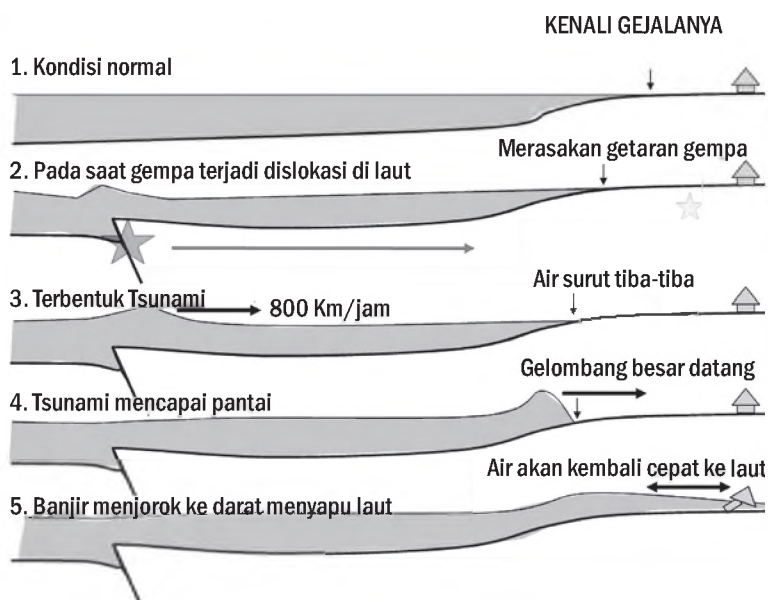 KENALI GEJALANYA
1. Kondisi normal
Merasakan getaran gempa
2. Pada saat gempa terjadi dislokasi di laut
Air surut tiba-tiba
3. Terbentuk Tsunami
800 Km/jam
Gelombang besar datang
4. Tsunami mencapai pantai
Air akan kembali cepat ke laut
5. Banjir menjorok ke darat menyapu laut